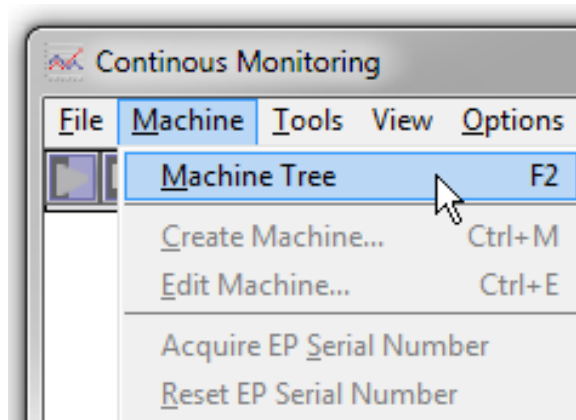 Continous Monitoring
File Machine Tools View Options
Machine Tree F2
Create Machine... Ctrl+M
Edit Machine... Ctrl+E
Acquire EP Serial Number
Reset EP Serial Number